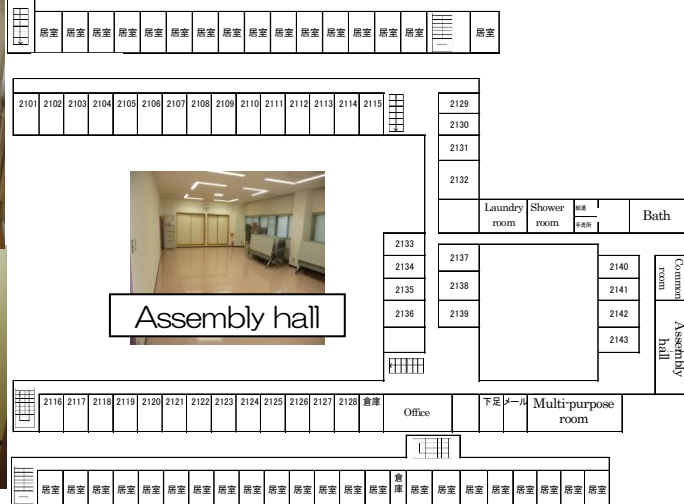 居室 居室 居室 居室 居室 居室 居室 居室 居室 居室 居室 居室 居室 居室 居室 居室
2101 2102 2103 2104 2105 2106 2107 2108 2109 2110 2111 2112 2113 2114 2115
2129
2130
2131
2132
Laundry
room
Shower
room
手洗所
Bath
2133
2134
2135
2136
2137
2138
2139
2140
2141
2142
2143
Common
room
Assembly
hall
Assembly hall
2116 2117 2118 2119 2120 2121 2122 2123 2124 2125 2126 2127 2128 倉庫
Office
下足 メール
Multi-purpose
room
居室 居室 居室 居室 居室 居室 居室 居室 居室 居室 居室 居室 居室 居室 倉庫 居室 居室 居室 居室 居室 居室 居室 居室